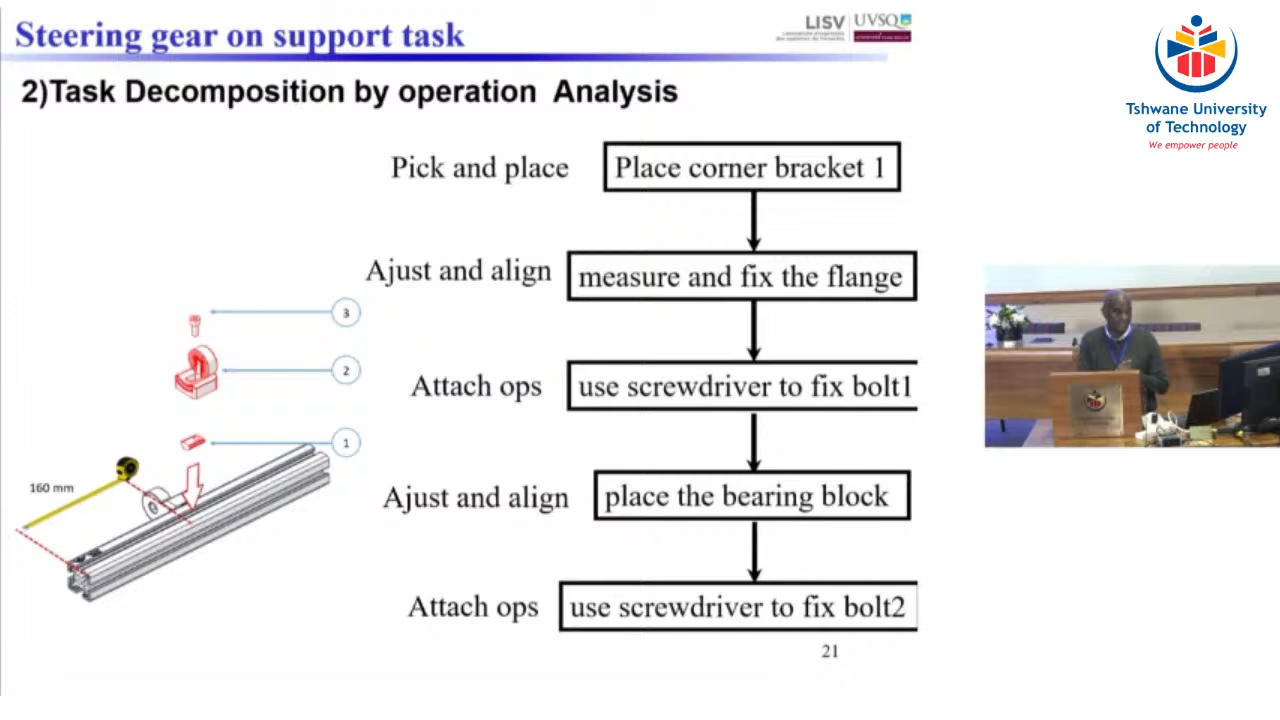 Steering gear on support task
LISV
UVSQ
2)Task Decomposition by operation Analysis
Pick and place
Place corner bracket 1
Ajust and align
measure and fix the flange
Attach ops
use screwdriver to fix bolt1
Ajust and align
place the bearing block
Attach ops
use screwdriver to fix bolt2
3
2
1
160 mm
21
Tshwane University
of Technology
We empower people